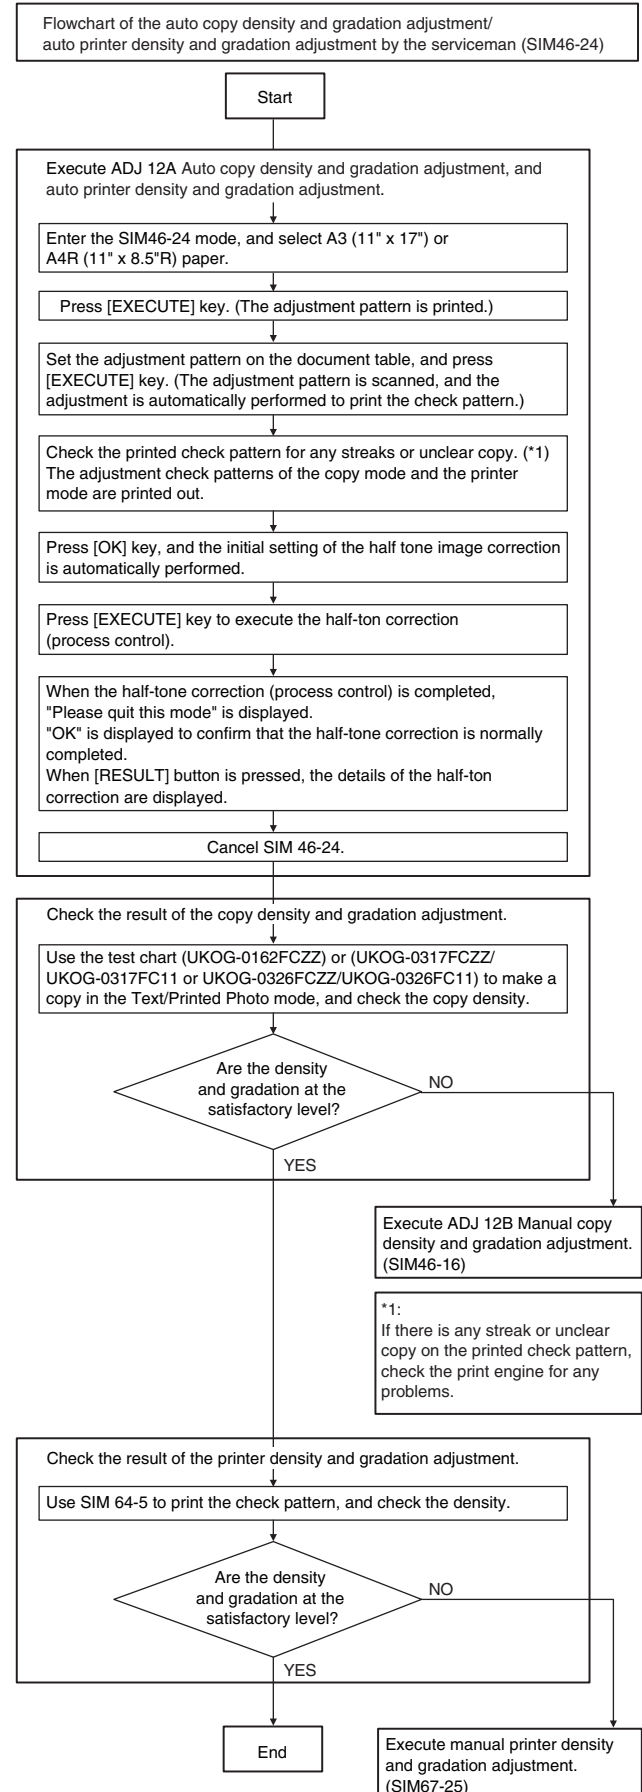 Flowchart of the auto copy density and gradation adjustment/
auto printer density and gradation adjustment by the serviceman (SIM46-24)
Start
Execute ADJ 12A Auto copy density and gradation adjustment, and
auto printer density and gradation adjustment.
Enter the SIM46-24 mode, and select A3 (11" x 17") or
A4R (11" x 8.5"R) paper.
Press [EXECUTE] key. (The adjustment pattern is printed.)
Set the adjustment pattern on the document table, and press
[EXECUTE] key. (The adjustment pattern is scanned, and the
adjustment is automatically performed to print the check pattern.)
Check the printed check pattern for any streaks or unclear copy. (*1)
The adjustment check patterns of the copy mode and the printer
mode are printed out.
Press [OK] key, and the initial setting of the half tone image correction
is automatically performed.
Press [EXECUTE] key to execute the half-ton correction
(process control).
When the half-tone correction (process control) is completed,
"Please quit this mode" is displayed.
"OK" is displayed to confirm that the half-tone correction is normally
completed.
When [RESULT] button is pressed, the details of the half-ton
correction are displayed.
Cancel SIM 46-24.
Check the result of the copy density and gradation adjustment.
Use the test chart (UKOG-0162FCZZ) or (UKOG-0317FCZZ/
UKOG-0317FC11 or UKOG-0326FCZZ/UKOG-0326FC11) to make a
copy in the Text/Printed Photo mode, and check the copy density.
Are the density
and gradation at the
satisfactory level?
NO
YES
Execute ADJ 12B Manual copy
density and gradation adjustment.
(SIM46-16)
*1:
If there is any streak or unclear
copy on the printed check pattern,
check the print engine for any
problems.
Check the result of the printer density and gradation adjustment.
Use SIM 64-5 to print the check pattern, and check the density.
Are the density
and gradation at the
satisfactory level?
NO
YES
End
Execute manual printer density
and gradation adjustment.
(SIM67-25)